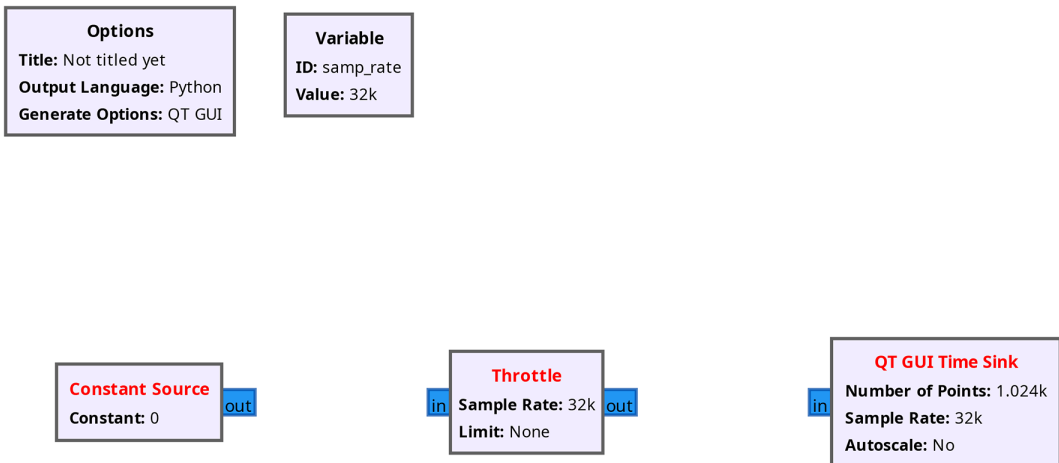 Options
Title: Not titled yet
Output Language: Python
Generate Options: QT GUI
Variable
ID: samp_rate
Value: 32k
Constant Source
Constant: 0
out
in
Throttle
Sample Rate: 32k
Limit: None
out
in
QT GUI Time Sink
Number of Points: 1.024k
Sample Rate: 32k
Autoscale: No